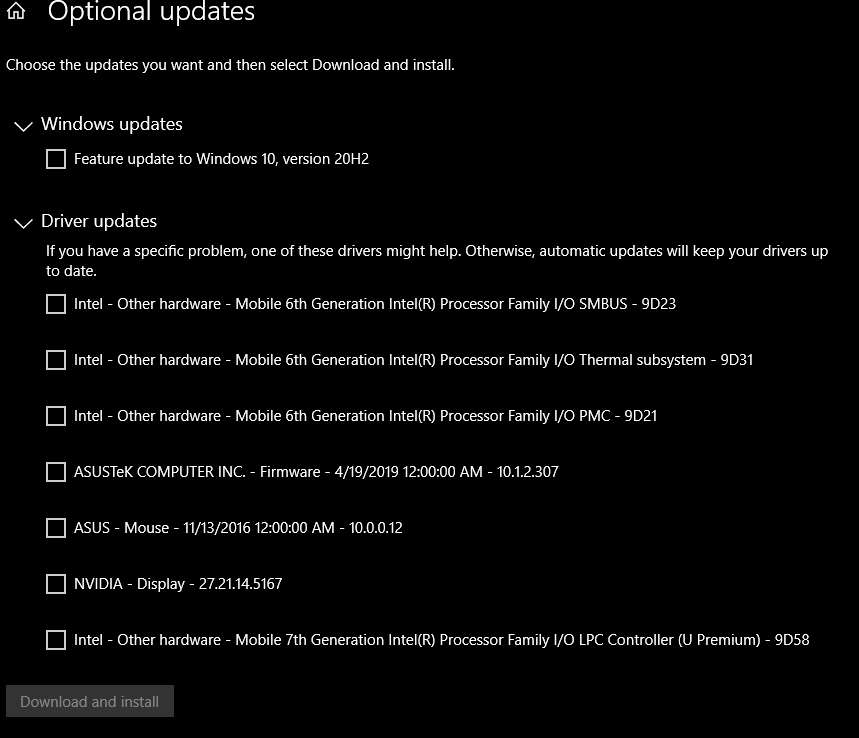 Optional updates
Choose the updates you want and then select Download and install.
Windows updates
Feature update to Windows 10, version 20H2
Driver updates
If you have a specific problem, one of these drivers might help. Otherwise, automatic updates will keep your drivers up
to date.
Intel - Other hardware - Mobile 6th Generation Intel(R) Processor Family I/O SMBUS - 9D23
Intel - Other hardware - Mobile 6th Generation Intel(R) Processor Family I/O Thermal subsystem - 9D31
Intel - Other hardware - Mobile 6th Generation Intel(R) Processor Family I/O PMC - 9D21
ASUSTeK COMPUTER INC. - Firmware - 4/19/2019 12:00:00 AM - 10.1.2.307
ASUS - Mouse - 11/13/2016 12:00:00 AM - 10.0.0.12
NVIDIA - Display - 27.21.14.5167
Intel - Other hardware - Mobile 7th Generation Intel(R) Processor Family I/O LPC Controller (U Premium) - 9D58
Download and install